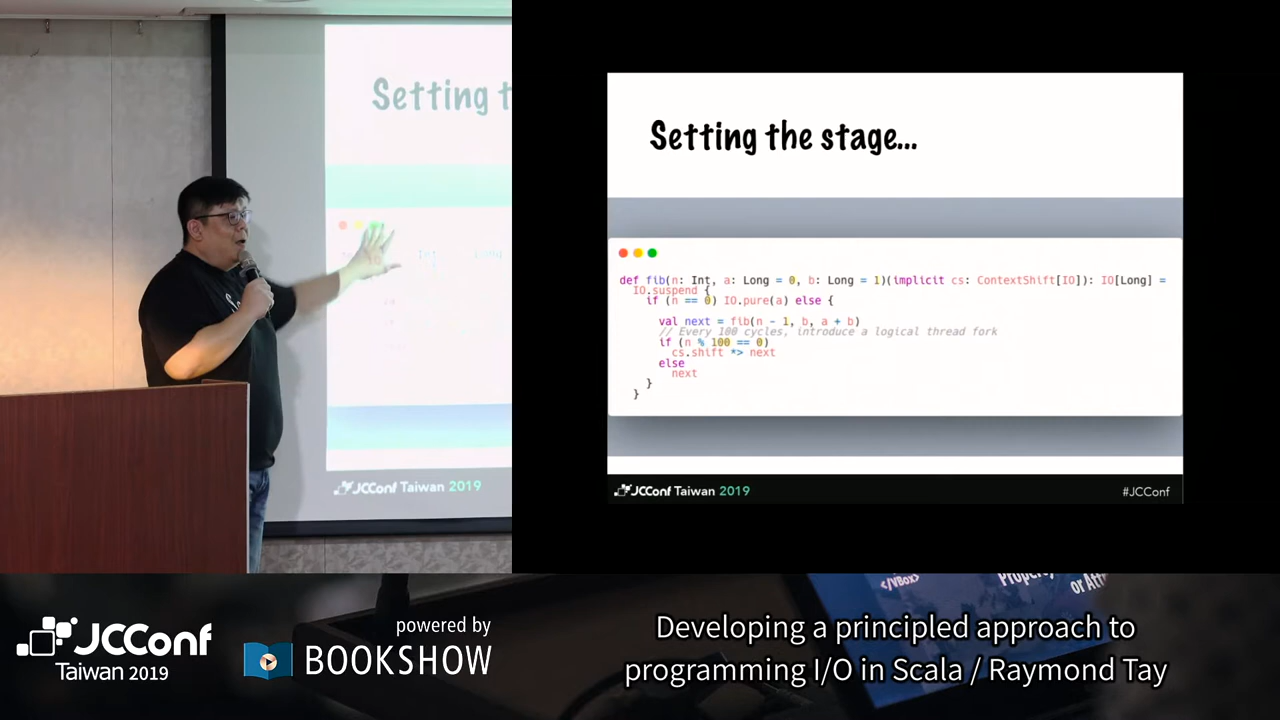 Setting t
JCConf Taiwan 2019
Setting the stage...
def fib(n: Int, a: Long = 0, b: Long = 1)(implicit cs: ContextShift[IO]): IO[Long] =
IO.suspend {
if (n == 0) IO.pure(a) else {
val next = fib(n - 1, b, a + b)
// Every 100 cycles, introduce a logical thread fork
if (n % 100 == 0)
cs.shift *> next
else
next
}
}
JCConf Taiwan 2019
#JCConf
</VBox>
or Att
JCConf
Taiwan 2019
powered by
BOOKSHOW
Developing a principled approach to
programming I/O in Scala / Raymond Tay